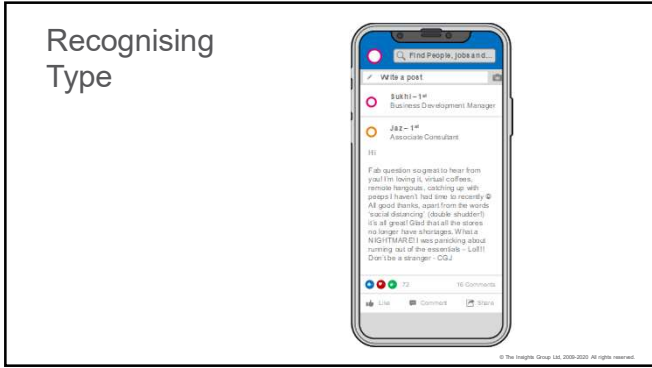 Recognising
Type
Find People, jobs and...
Write a post
Sukhi – 1st
Business Development Manager
Jaz – 1st
Associate Consultant
Hi
Fab question so great to hear from
you! I'm loving it, virtual coffees,
remote hangouts, catching up with
peeps I haven't had time to recently ☺
All good thanks, apart from the words
'social distancing' (double shudder!)
it's all great! Glad that all the stores
no longer have shortages. What a
NIGHTMARE! I was panicking about
running out of the essentials – Lol!!!
Don't be a stranger - CGJ
72 16 Comments
Like Comment Share
© The Insights Group Ltd, 2009-2020 All rights reserved.